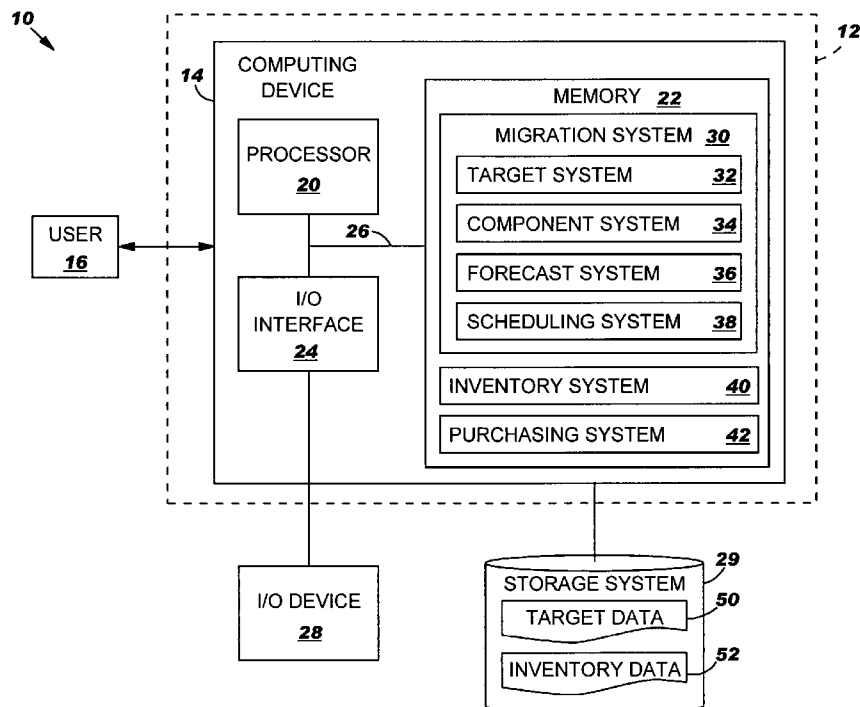 10
12
14
COMPUTING
DEVICE
MEMORY 22
MIGRATION SYSTEM 30
PROCESSOR
20
TARGET SYSTEM 32
COMPONENT SYSTEM 34
USER
16
26
FORECAST SYSTEM 36
I/O
INTERFACE
24
SCHEDULING SYSTEM 38
INVENTORY SYSTEM 40
PURCHASING SYSTEM 42
I/O DEVICE
28
29
STORAGE SYSTEM
50
TARGET DATA
52
INVENTORY DATA